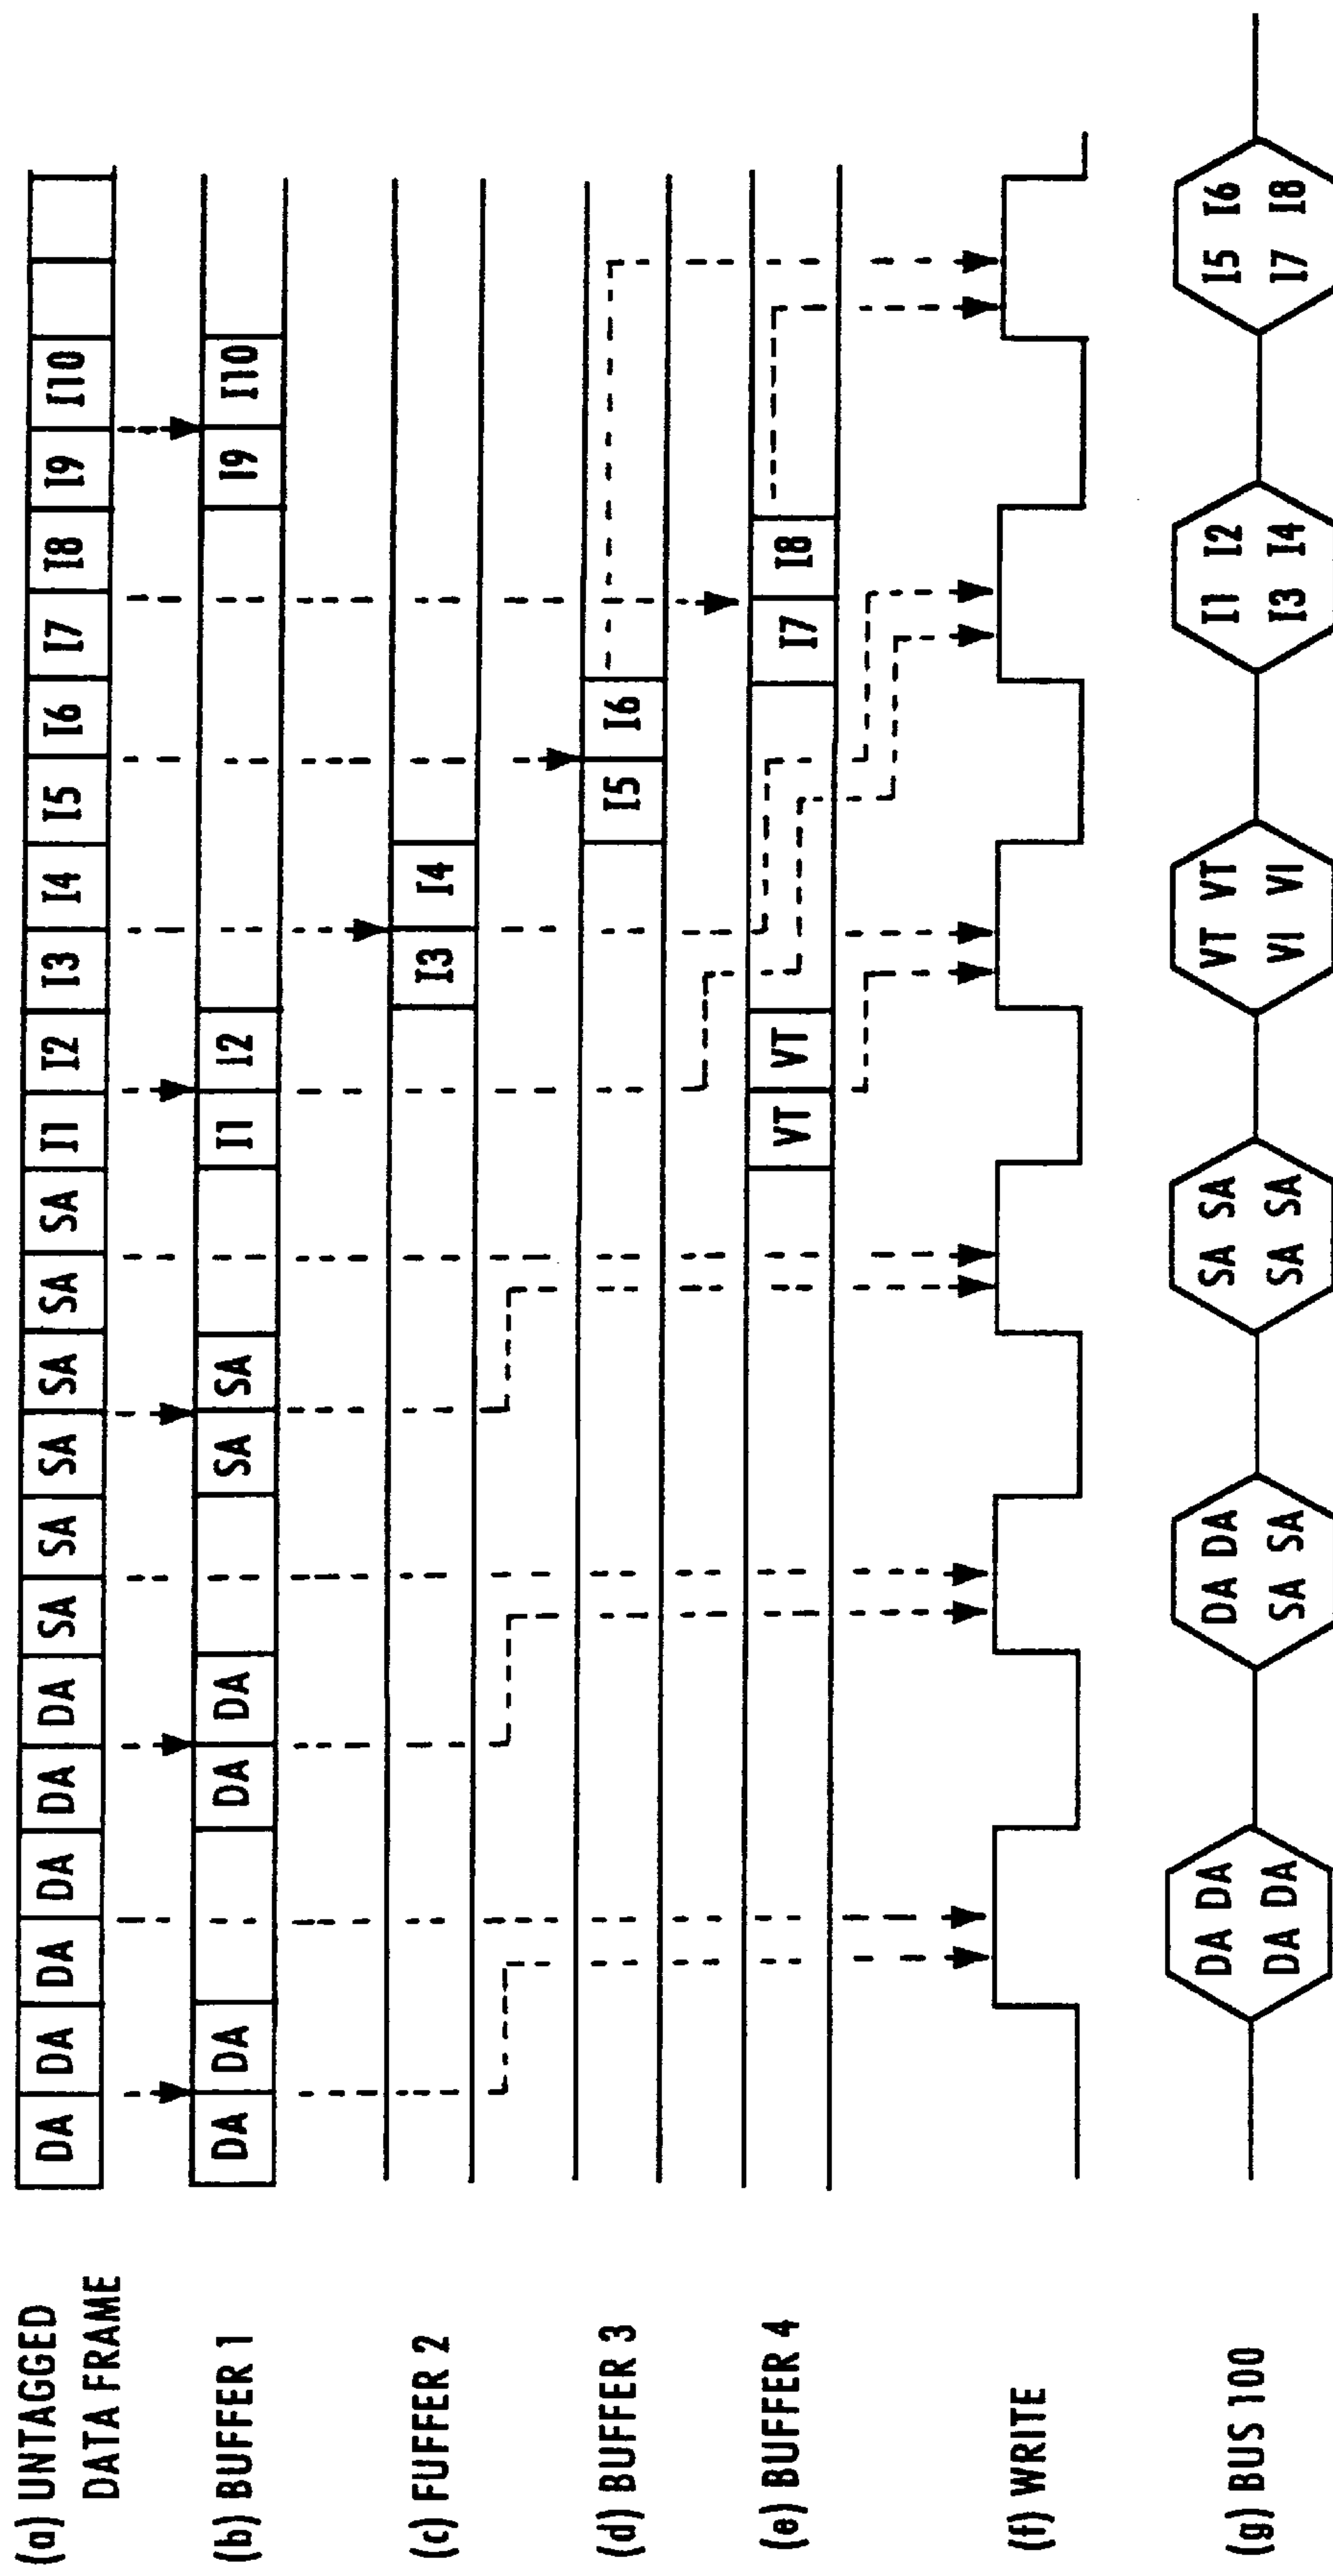 (a) UNTAGGED
DATA FRAME
DA DA DA DA DA DA SA SA SA SA SA SA I1 I2 I3 I4 I5 I6 I7 I8 I9 I10
(b) BUFFER 1
DA DA DA DA SA SA I1 I2 I9 I10
(c) FUFFER 2
I3 I4
(d) BUFFER 3
I5 I6
(e) BUFFER 4
VT VT I7 I8
(f) WRITE
(g) BUS 100
DA DA DA DA SA SA VT VT I1 I2 I5 I6
DA DA SA SA SA SA VI VI I3 I4 I7 I8